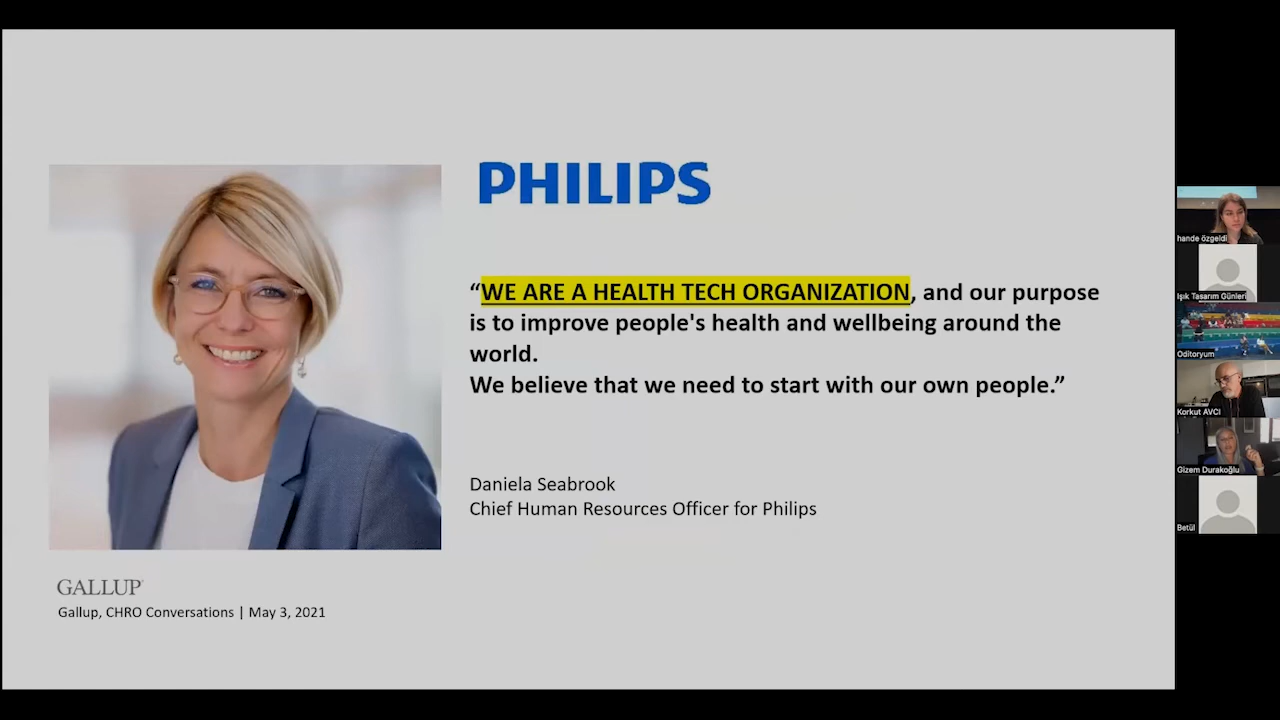 PHILIPS
“WE ARE A HEALTH TECH ORGANIZATION, and our purpose
is to improve people's health and wellbeing around the
world.
We believe that we need to start with our own people.”
Daniela Seabrook
Chief Human Resources Officer for Philips
GALLUP
Gallup, CHRO Conversations | May 3, 2021
hande özgeldi
Işık Tasarım Günleri
Oditoryum
Korkut AVCI
Gizem Durakoğlu
Betül